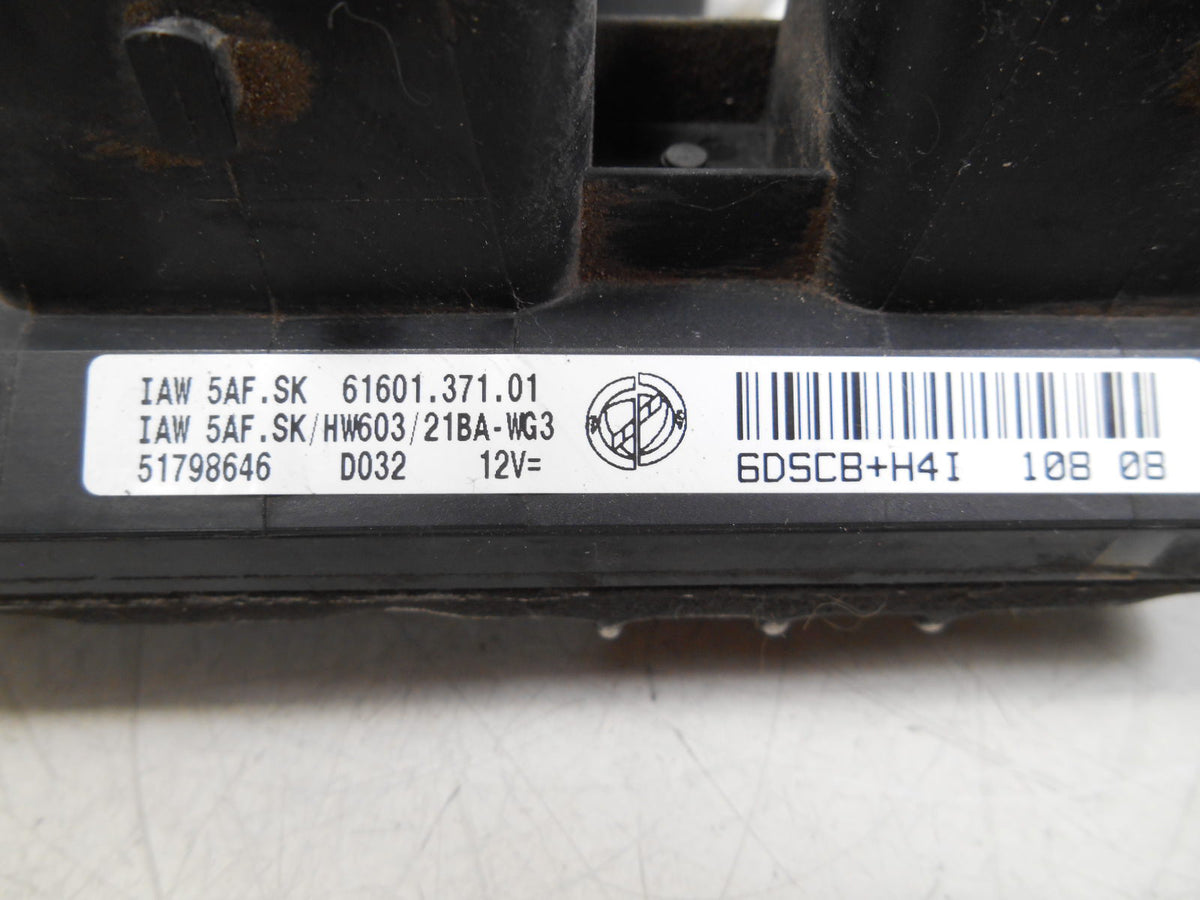 IAW 5AF.SK 61601.371.01
IAW 5AF.SK/HW603/21BA-WG3
51798646 D032 12V=
6DSCB+H4I 108 08